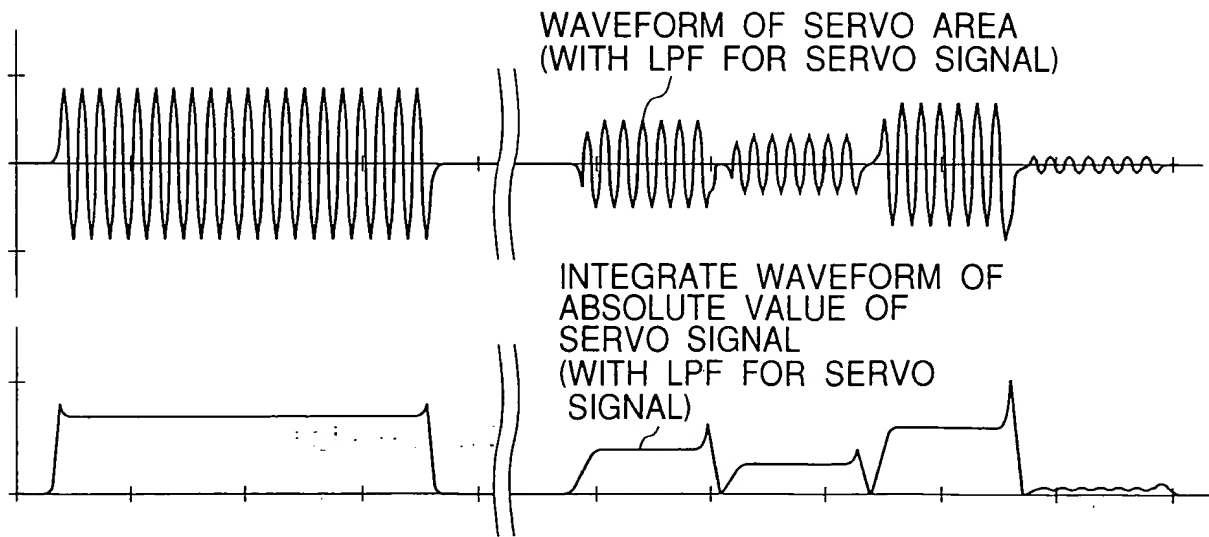 WAVEFORM OF SERVO AREA
(WITH LPF FOR SERVO SIGNAL)
INTEGRATE WAVEFORM OF
ABSOLUTE VALUE OF
SERVO SIGNAL
(WITH LPF FOR SERVO
SIGNAL)